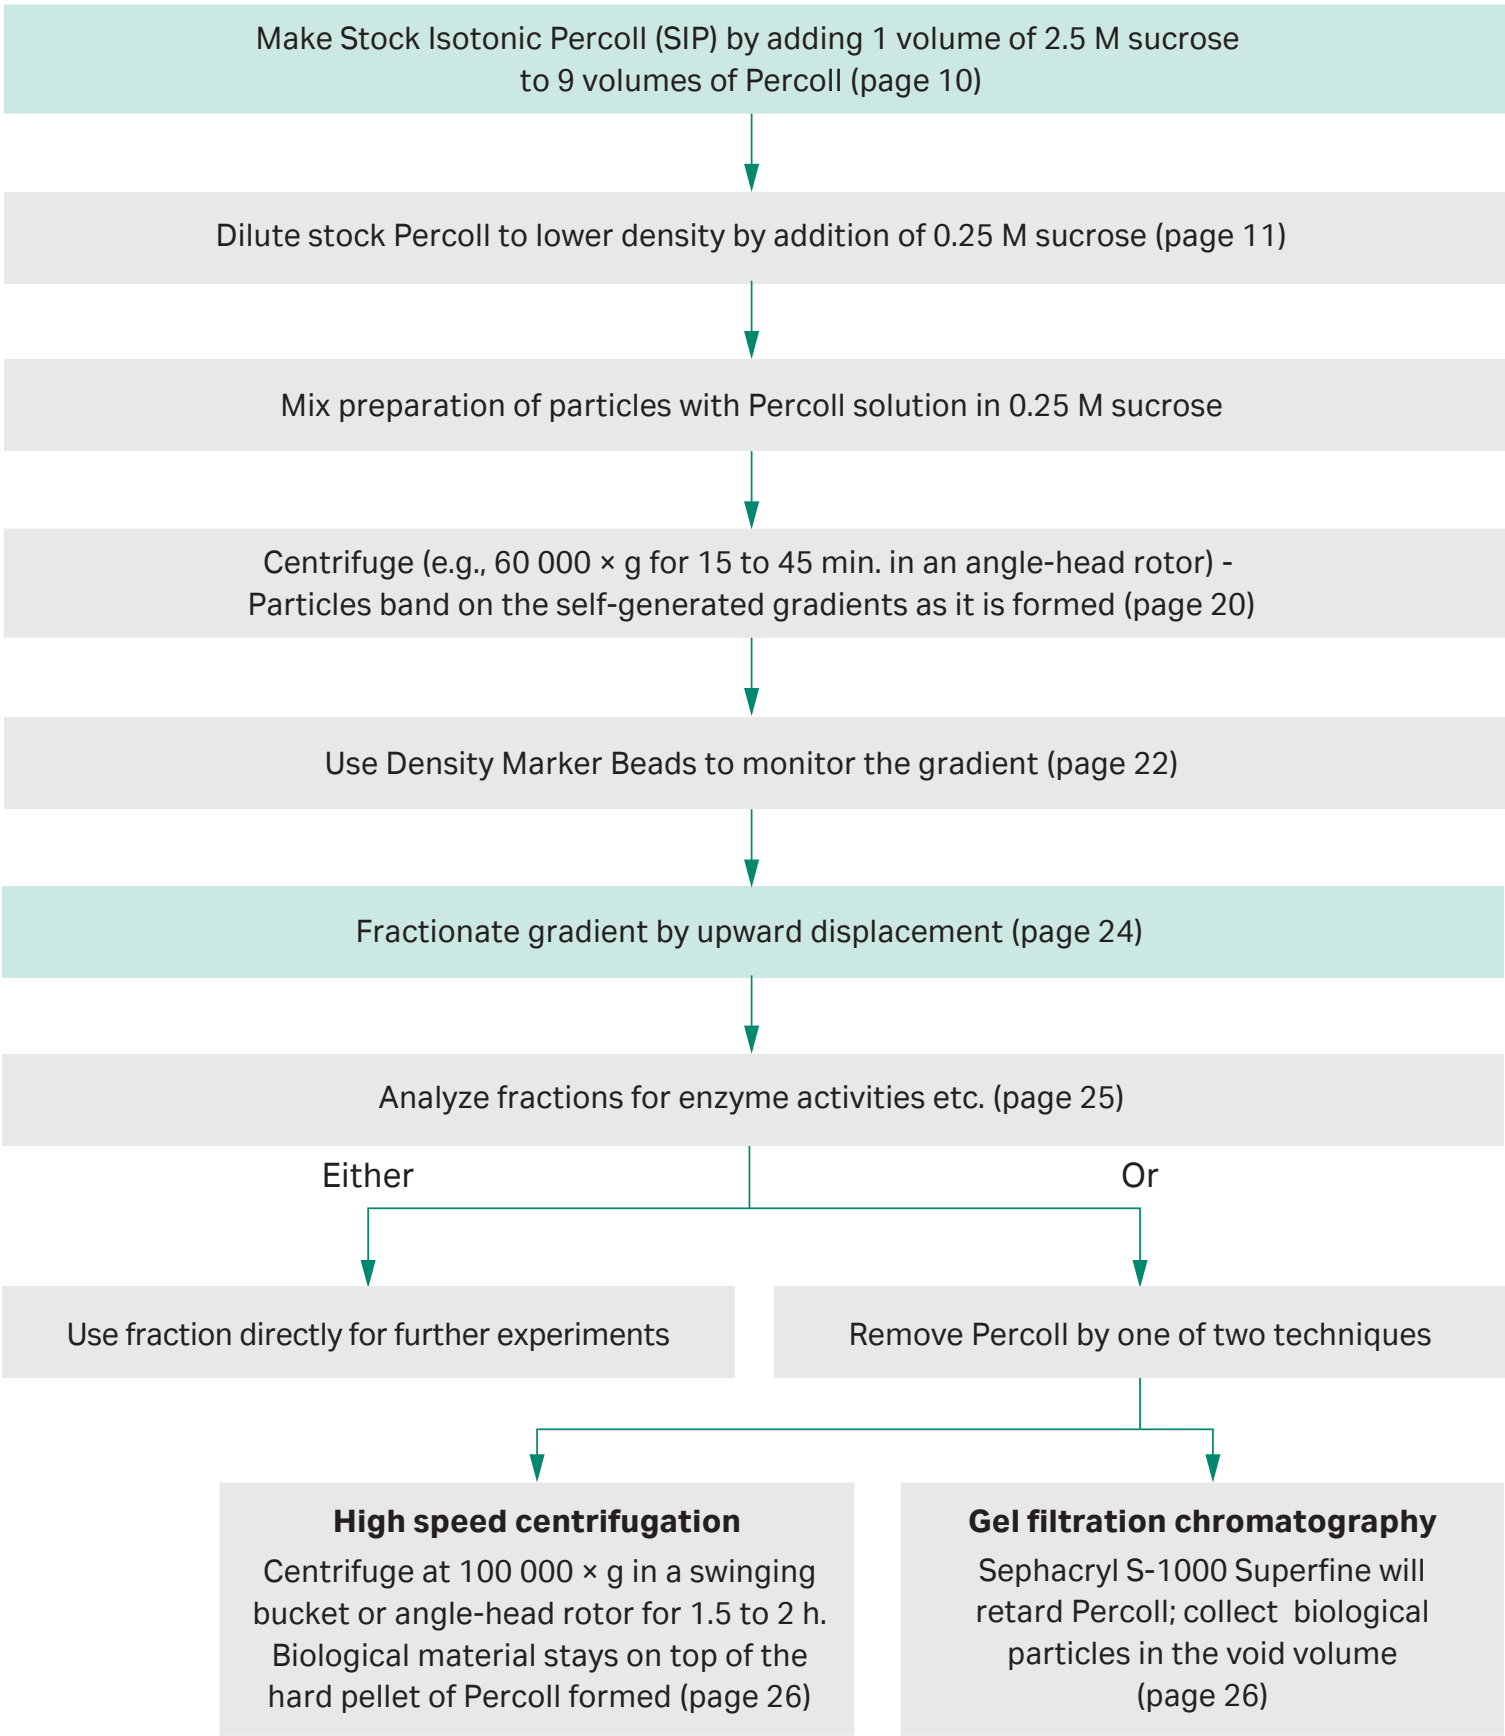 Make Stock Isotonic Percoll (SIP) by adding 1 volume of 2.5 M sucrose
to 9 volumes of Percoll (page 10)
Dilute stock Percoll to lower density by addition of 0.25 M sucrose (page 11)
Mix preparation of particles with Percoll solution in 0.25 M sucrose
Centrifuge (e.g., 60 000 × g for 15 to 45 min. in an angle-head rotor) -
Particles band on the self-generated gradients as it is formed (page 20)
Use Density Marker Beads to monitor the gradient (page 22)
Fractionate gradient by upward displacement (page 24)
Analyze fractions for enzyme activities etc. (page 25)
Either
Or
Use fraction directly for further experiments
Remove Percoll by one of two techniques
High speed centrifugation
Centrifuge at 100 000 × g in a swinging
bucket or angle-head rotor for 1.5 to 2 h.
Biological material stays on top of the
hard pellet of Percoll formed (page 26)
Gel filtration chromatography
Sephacryl S-1000 Superfine will
retard Percoll; collect biological
particles in the void volume
(page 26)